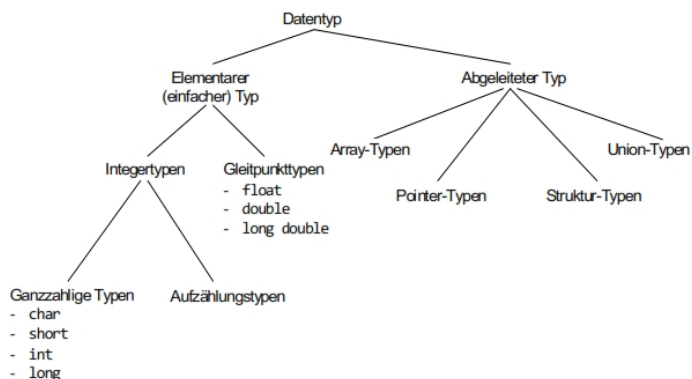 Datentyp
Elementarer
(einfacher) Typ
Abgeleiteter Typ
Array-Typen
Union-Typen
Integertypen
Gleitpunkttypen
- float
- double
- long double
Pointer-Typen
Struktur-Typen
Ganzzahlige Typen
- char
- short
- int
- long
Aufzählungstypen